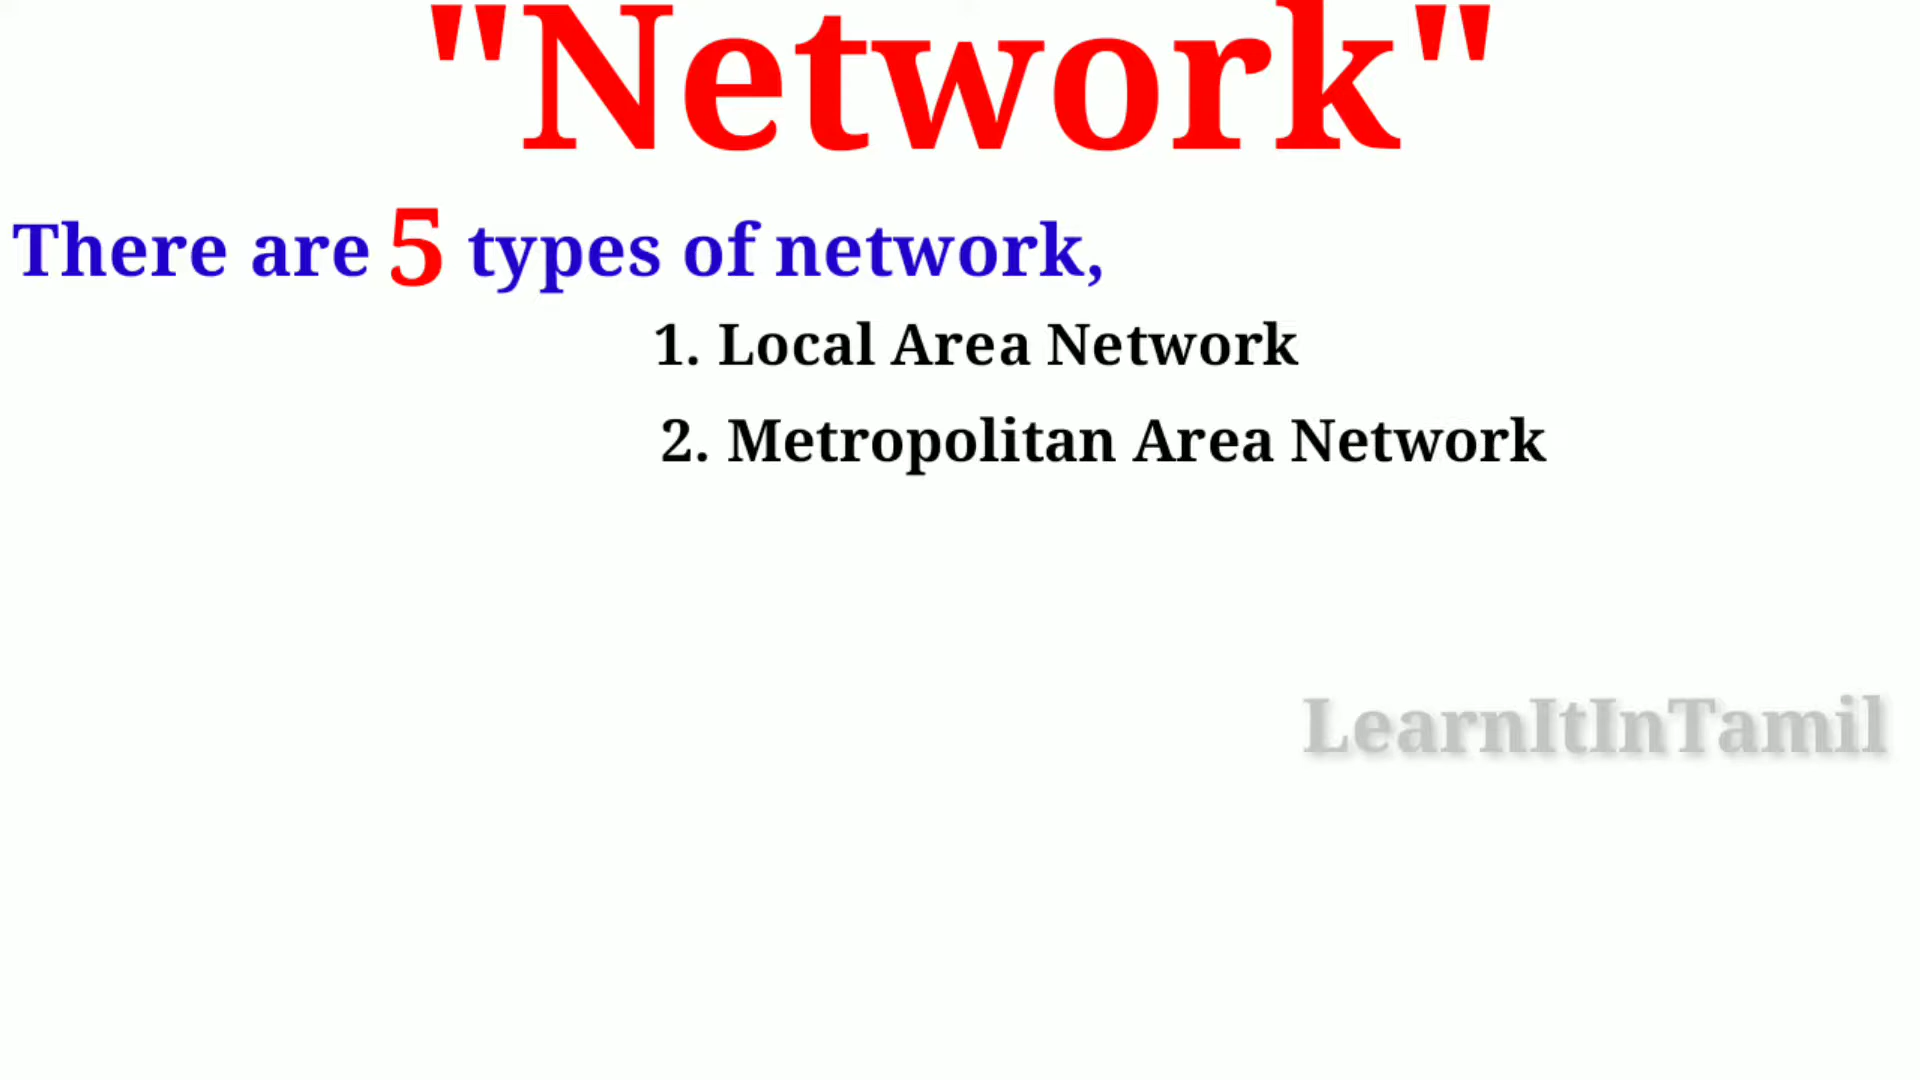 "Network"
There are 5 types of network,
1. Local Area Network
2. Metropolitan Area Network
LearnItInTamil